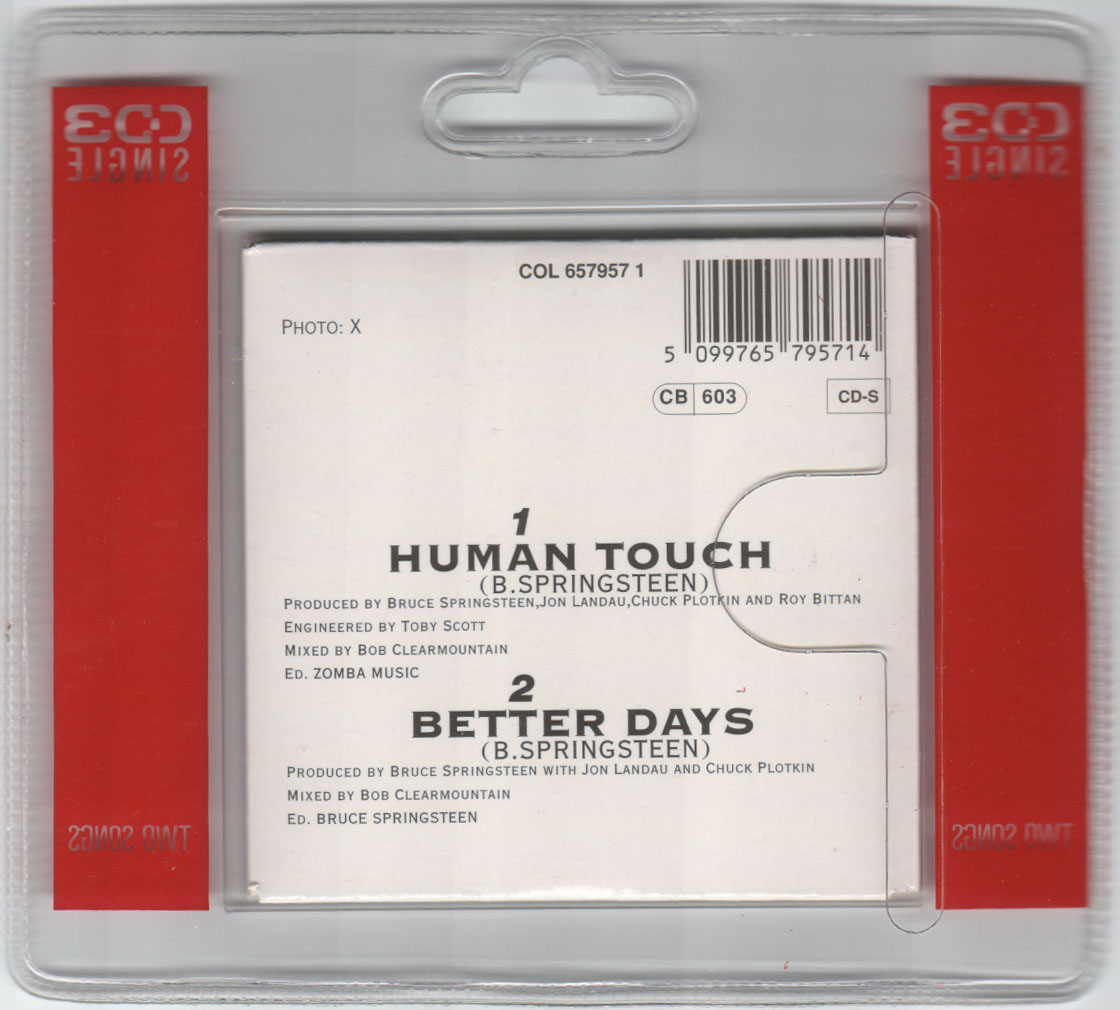 CD3
SINGLE
CD3
SINGLE
COL 657957 1
PHOTO: X
5 099765 795714
CB 603
CD-S
1
HUMAN TOUCH
(B.SPRINGSTEEN)
PRODUCED BY BRUCE SPRINGSTEEN,JON LANDAU,CHUCK PLOTKIN AND ROY BITTAN
ENGINEERED BY TOBY SCOTT
MIXED BY BOB CLEARMOUNTAIN
ED. ZOMBA MUSIC
2
BETTER DAYS
(B.SPRINGSTEEN)
PRODUCED BY BRUCE SPRINGSTEEN WITH JON LANDAU AND CHUCK PLOTKIN
MIXED BY BOB CLEARMOUNTAIN
ED. BRUCE SPRINGSTEEN
TWO SONGS
TWO SONGS